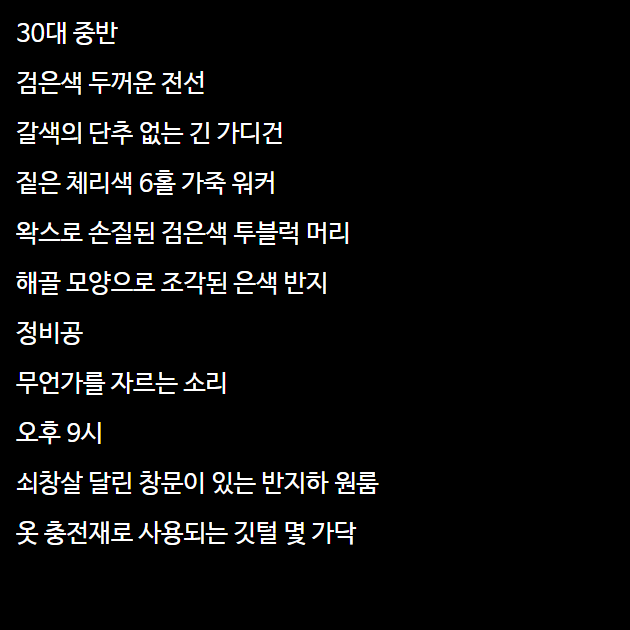 30대 중반
검은색 두꺼운 전선
갈색의 단추 없는 긴 가디건
짙은 체리색 6홀 가죽 워커
왁스로 손질된 검은색 투블럭 머리
해골 모양으로 조각된 은색 반지
정비공
무언가를 자르는 소리
오후 9시
쇠창살 달린 창문이 있는 반지하 원룸
옷 충전재로 사용되는 깃털 몇 가닥